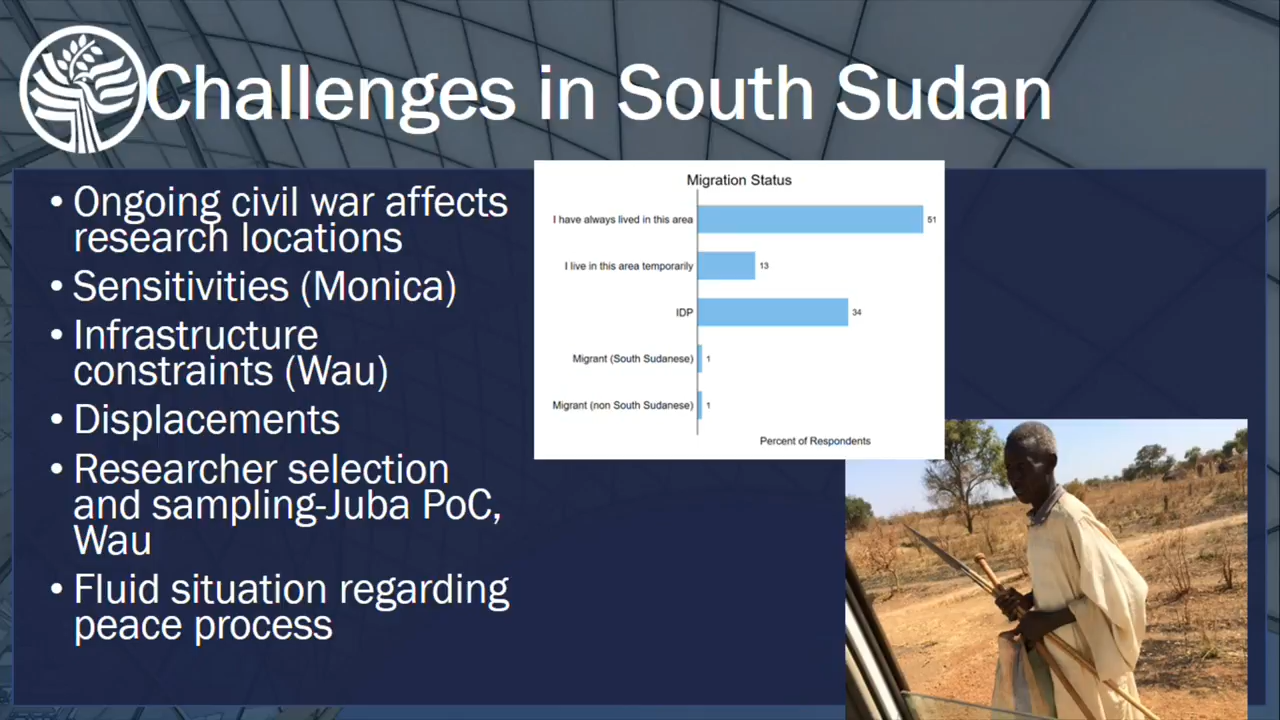 Challenges in South Sudan
• Ongoing civil war affects
research locations
• Sensitivities (Monica)
• Infrastructure
constraints (Wau)
• Displacements
• Researcher selection
and sampling-Juba PoC,
Wau
• Fluid situation regarding
peace process
Migration Status
I have always lived in this area 51
I live in this area temporarily 13
IDP 34
Migrant (South Sudanese) 1
Migrant (non South Sudanese) 1
Percent of Respondents